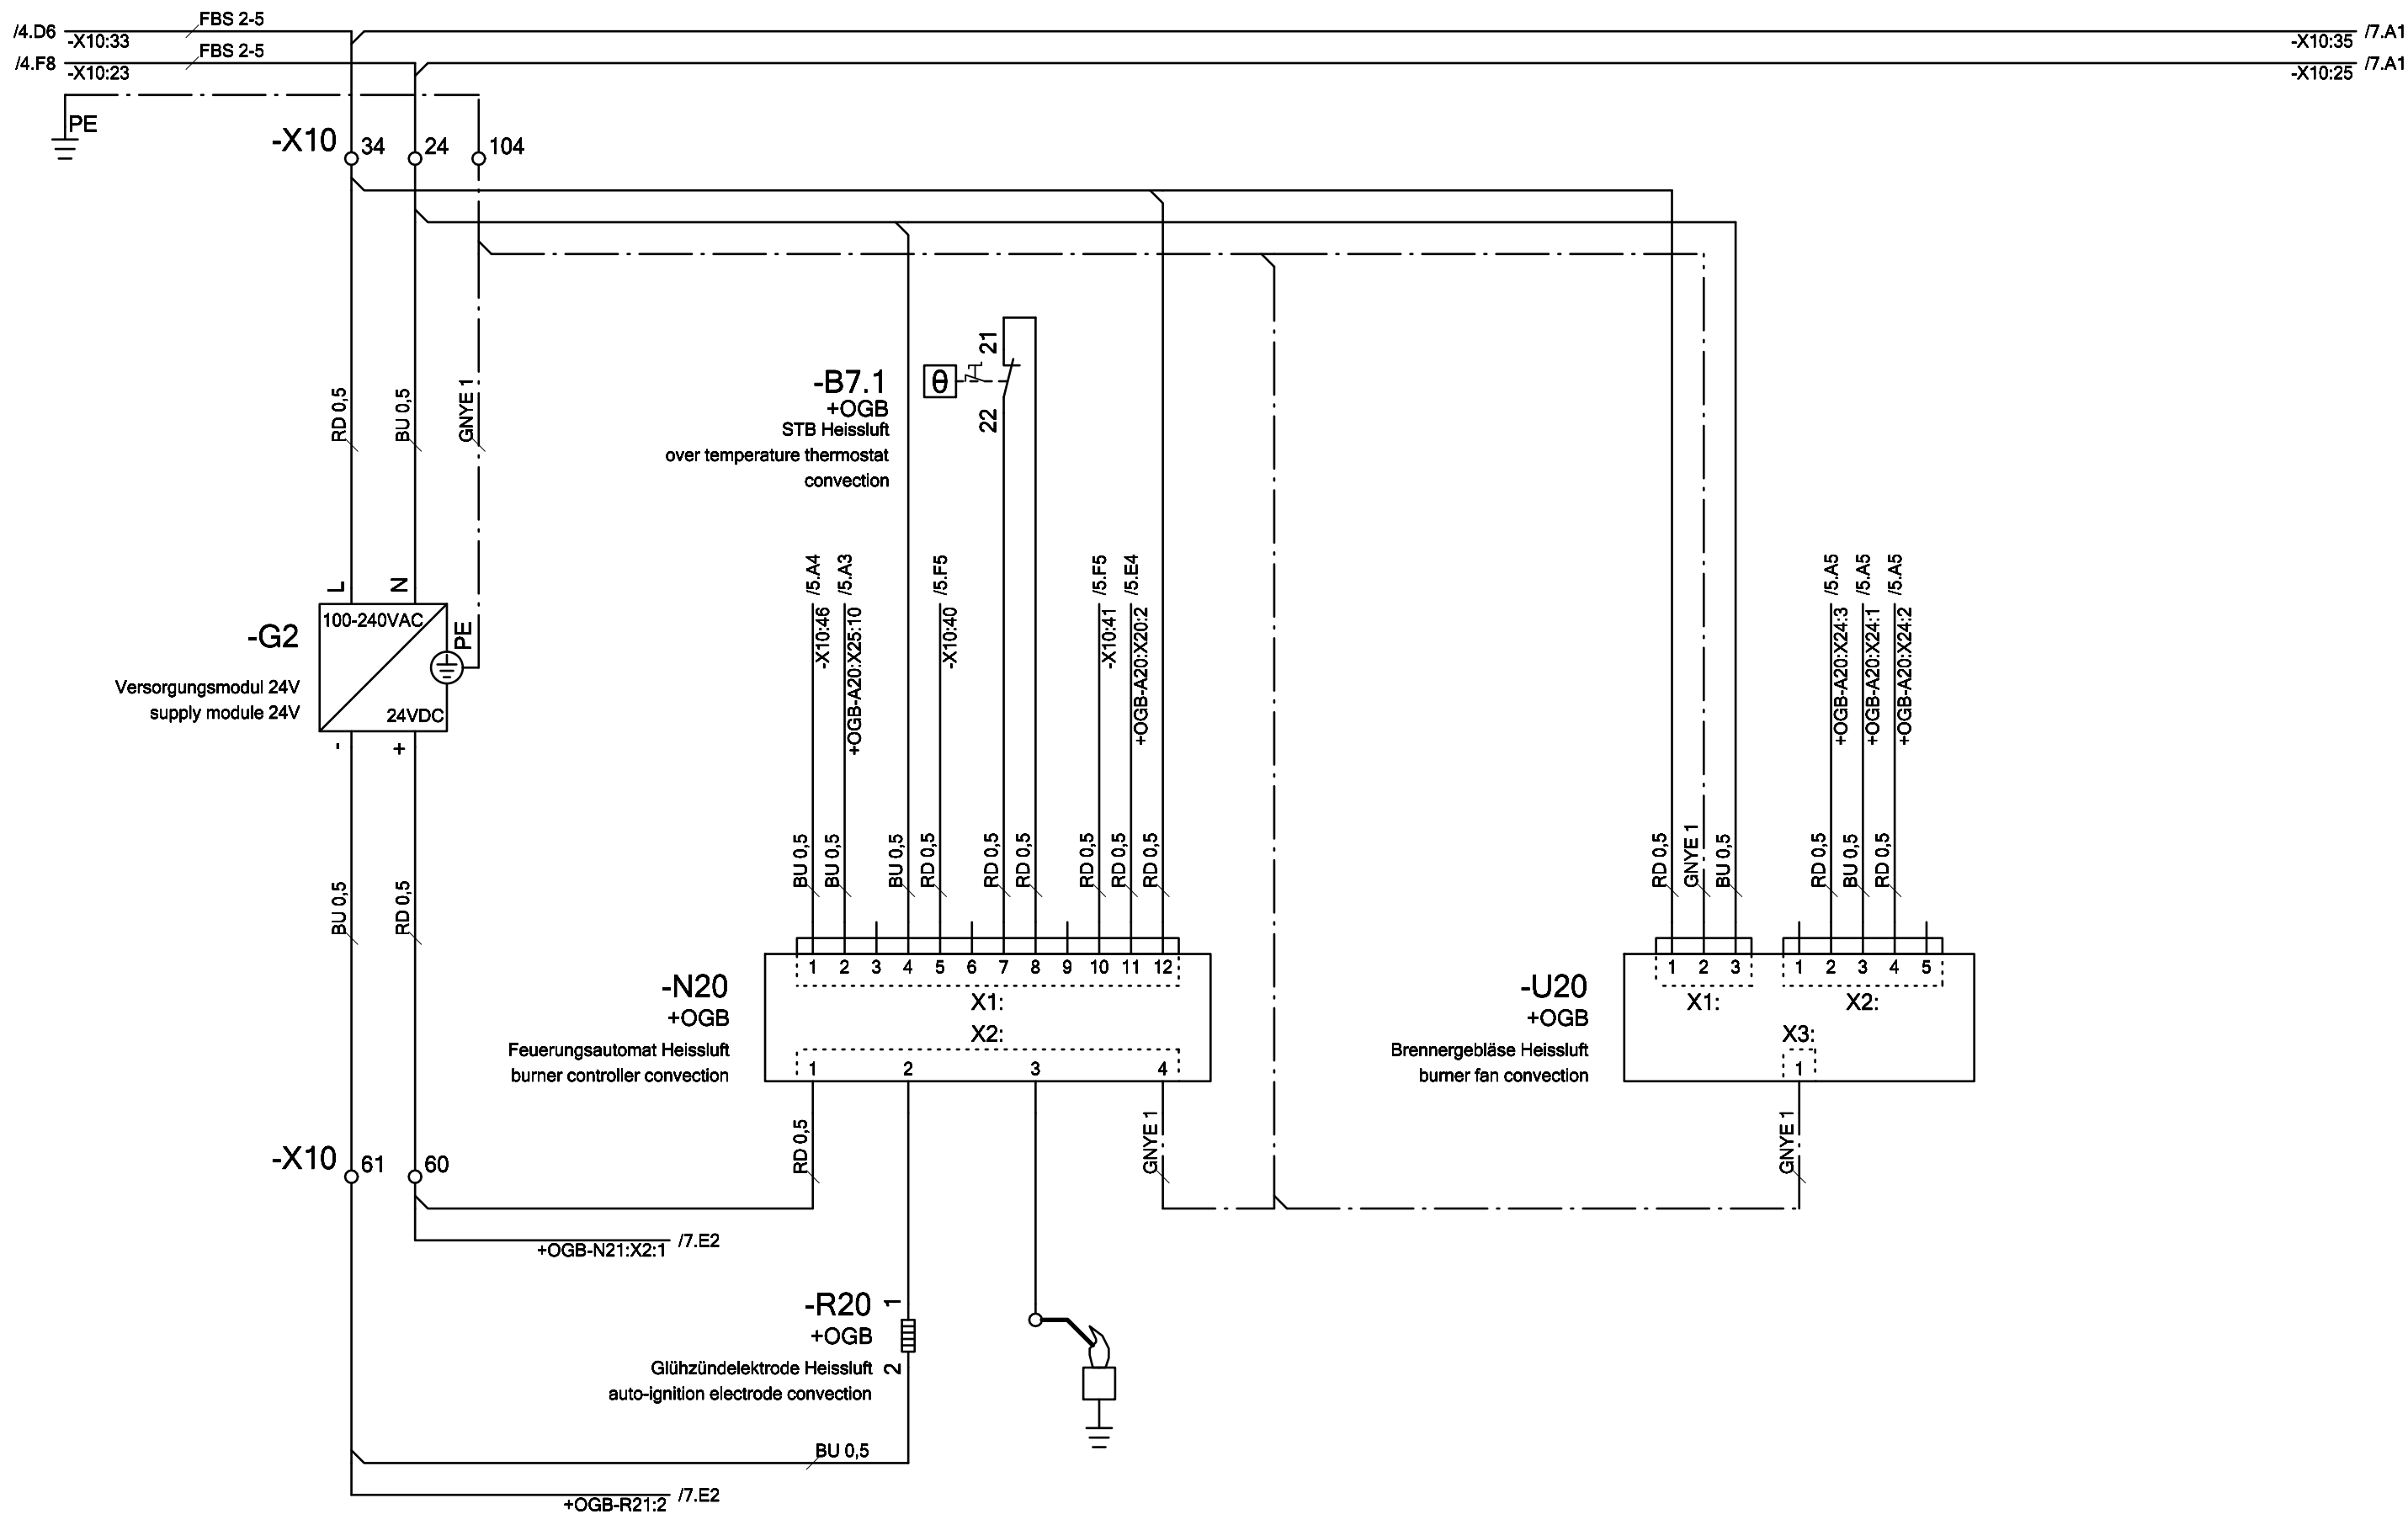 /4.D6
-X10:33
FBS 2-5
-X10:35
/7.A1
/4.F8
-X10:23
FBS 2-5
-X10:25
/7.A1
PE
-X10
34
24
104
RD 0,5
BU 0,5
GNYE 1
-B7.1
+OGB
STB Heissluft
over temperature thermostat
convection
θ
21
22
L
N
100-240VAC
-G2
PE
Versorgungsmodul 24V
supply module 24V
24VDC
-
+
/5.A4
-X10:46
/5.A3
+OGB-A20:X25:10
/5.F5
-X10:40
/5.F5
-X10:41
/5.E4
+OGB-A20:X20:2
/5.A5
+OGB-A20:X24:3
/5.A5
+OGB-A20:X24:1
/5.A5
+OGB-A20:X24:2
BU 0,5
RD 0,5
BU 0,5
BU 0,5
BU 0,5
RD 0,5
RD 0,5
RD 0,5
RD 0,5
RD 0,5
RD 0,5
RD 0,5
GNYE 1
BU 0,5
RD 0,5
BU 0,5
RD 0,5
1 2 3 4 5 6 7 8 9 10 11 12
-N20
+OGB
X1:
X2:
Feuerungsautomat Heissluft
burner controller convection
1 2 3 4
1 2 3
1 2 3 4 5
-U20
+OGB
X1:
X2:
X3:
Brennergebläse Heissluft
burner fan convection
1
RD 0,5
GNYE 1
GNYE 1
-X10
61
60
+OGB-N21:X2:1
/7.E2
-R20
+OGB
1
2
Glühzündelektrode Heissluft
auto-ignition electrode convection
BU 0,5
+OGB-R21:2
/7.E2